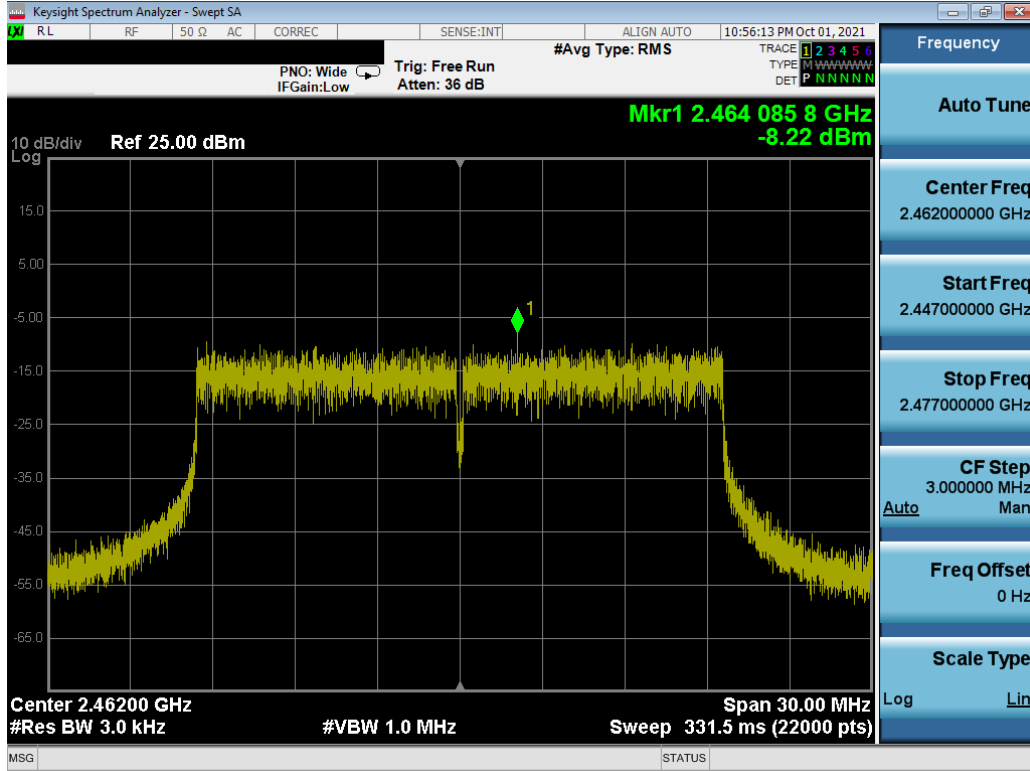 Keysight Spectrum Analyzer - Swept SA
LXI RL RF 50 Ω AC CORREC SENSE:INT ALIGN AUTO 10:56:13 PM Oct 01, 2021
#Avg Type: RMS TRACE 1 2 3 4 5 6
PNO: Wide Trig: Free Run TYPE M WWWWW
IFGain:Low Atten: 36 dB DET P N N N N N
Mkr1 2.464 085 8 GHz
-8.22 dBm
10 dB/div Ref 25.00 dBm
Log
15.0
5.00
1
-5.00
-15.0
-25.0
-35.0
-45.0
-55.0
-65.0
Center 2.46200 GHz Span 30.00 MHz
#Res BW 3.0 kHz #VBW 1.0 MHz Sweep 331.5 ms (22000 pts)
MSG STATUS
Frequency
Auto Tune
Center Freq
2.462000000 GHz
Start Freq
2.447000000 GHz
Stop Freq
2.477000000 GHz
CF Step
3.000000 MHz
Auto Man
Freq Offset
0 Hz
Scale Type
Log Lin